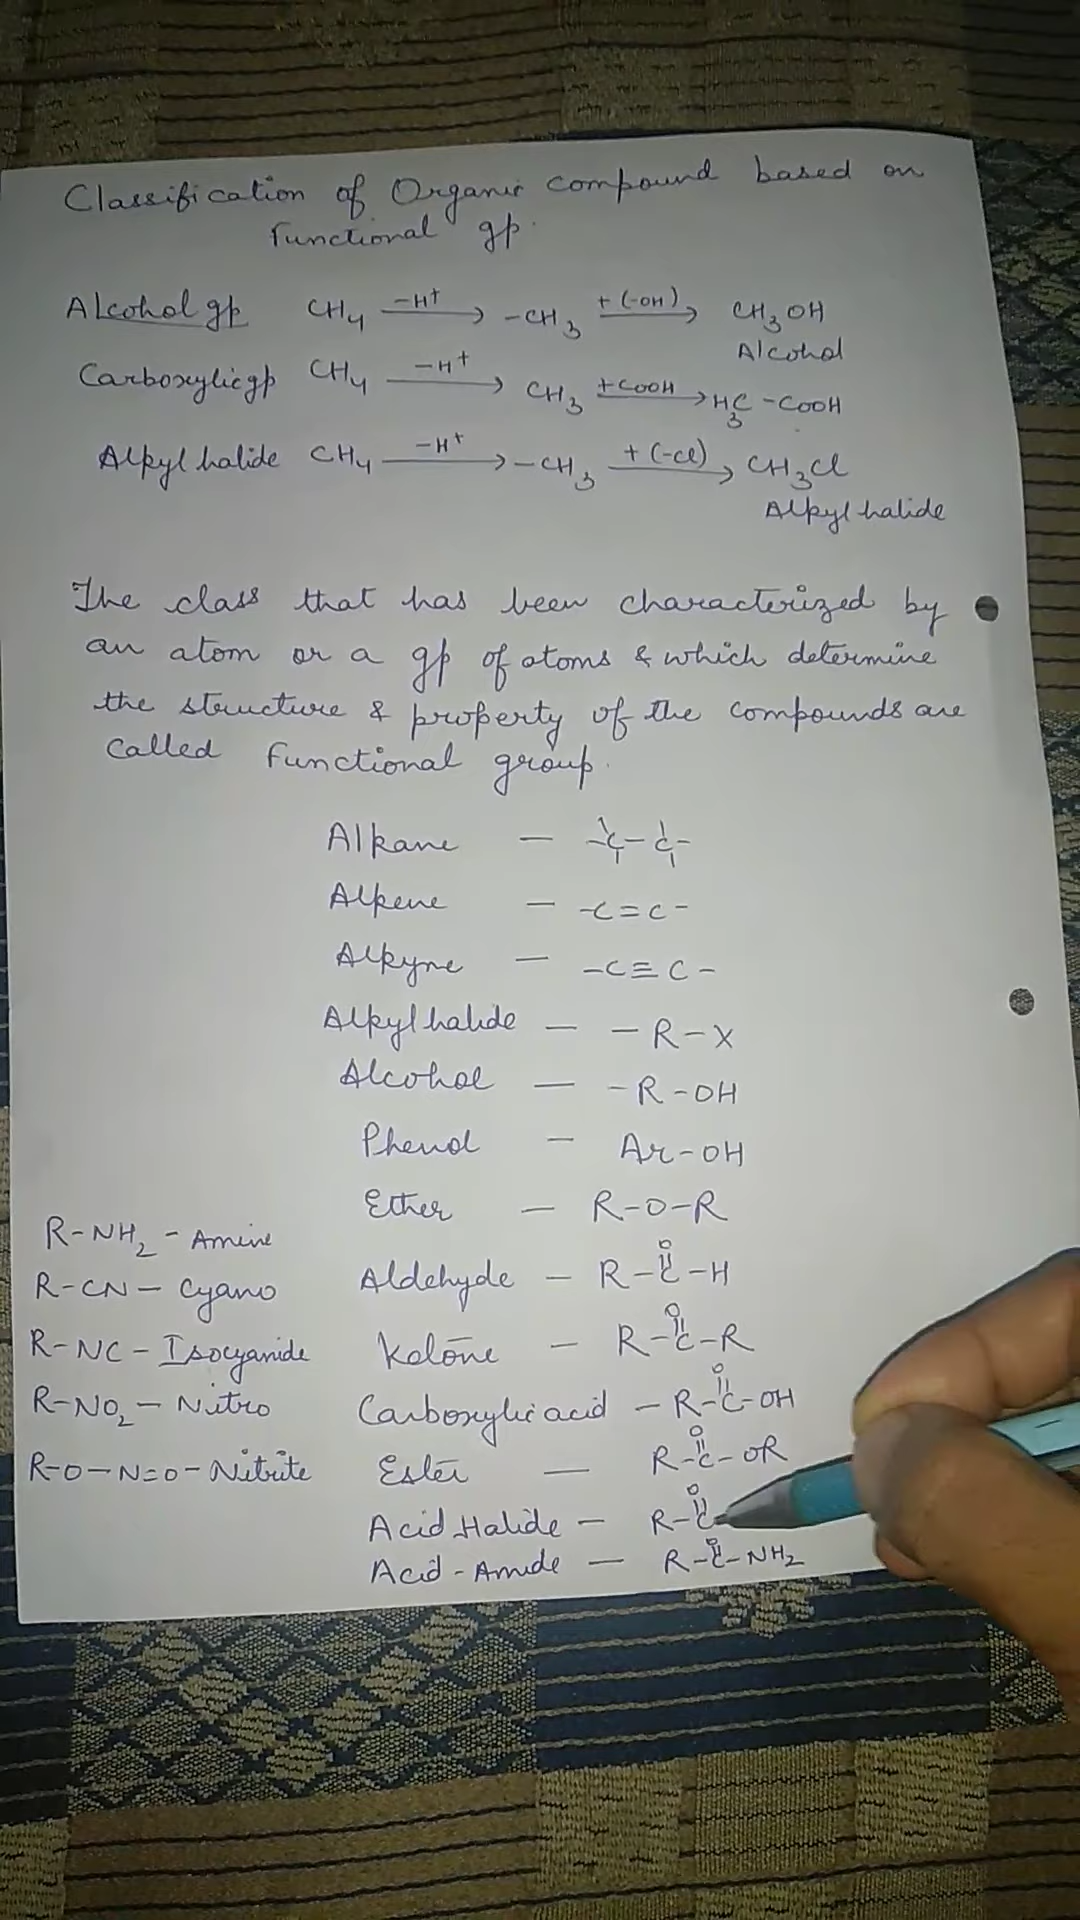 Classification of Organic compound based on
functional gp.
Alcohol gp CH4 —-H+→ -CH3 —+(-OH)→ CH3OH
Alcohol
Carboxylic gp CH4 —-H+→ CH3 —+COOH→ H3C-COOH
Alkyl halide CH4 —-H+→ -CH3 —+(-Cl)→ CH3Cl
Alkyl halide
The class that has been characterized by
an atom or a gp of atoms & which determine
the structure & property of the compounds are
called functional group.
Alkane — -C-C-
Alkene — -C=C-
Alkyne — -C≡C-
Alkyl halide — -R-X
Alcohol — -R-OH
Phenol — Ar-OH
Ether — R-O-R
Aldehyde — R-C(=O)-H
Ketone — R-C(=O)-R
Carboxylic acid — R-C(=O)-OH
Ester — R-C(=O)-OR
Acid Halide — R-C(=O)-
Acid-Amide — R-C(=O)-NH2
R-NH2 - Amine
R-CN - Cyano
R-NC - Isocyanide
R-NO2 - Nitro
R-O-N=O - Nitrite